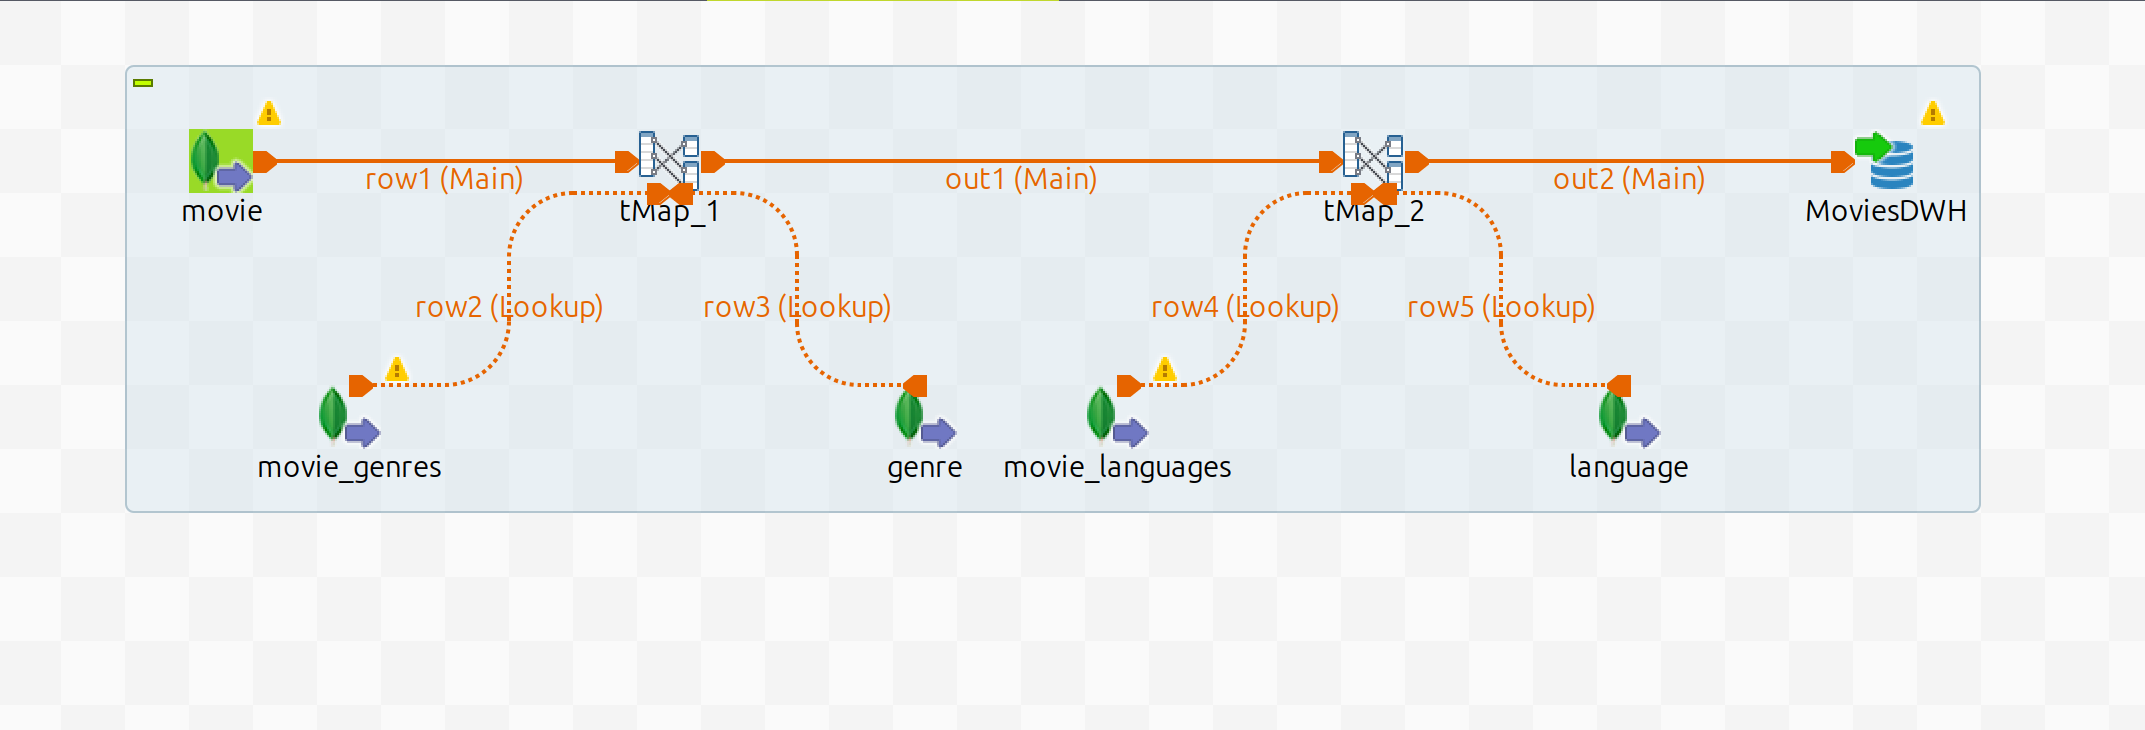 row1 (Main)
out1 (Main)
out2 (Main)
movie
tMap_1
tMap_2
MoviesDWH
row2 (Lookup)
row3 (Lookup)
row4 (Lookup)
row5 (Lookup)
movie_genres
genre
movie_languages
language